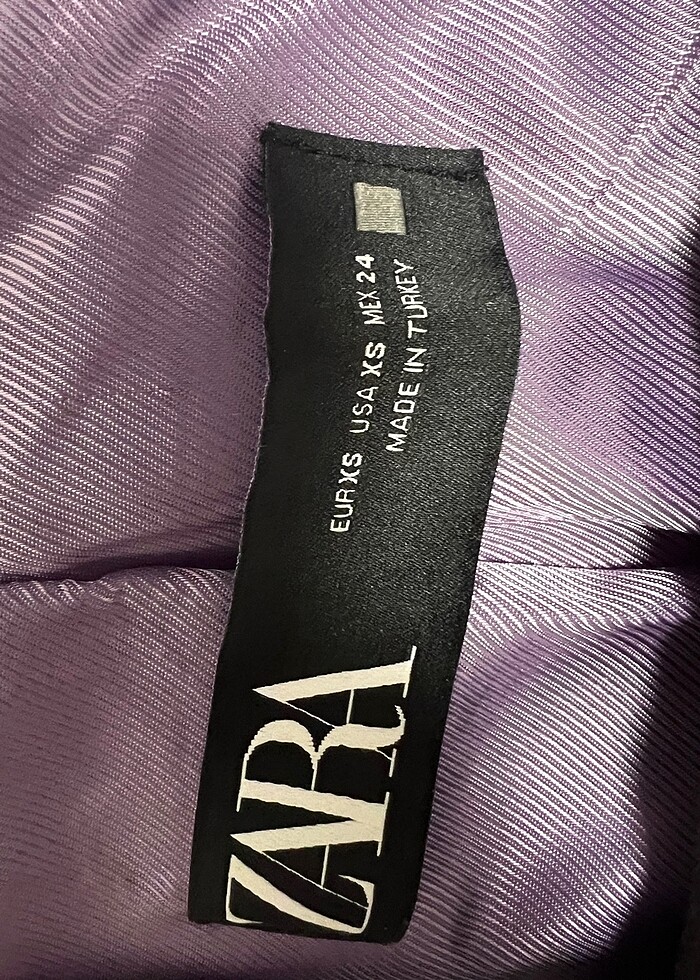 ZARA
EUR XS USA XS MEX 24
MADE IN TURKEY